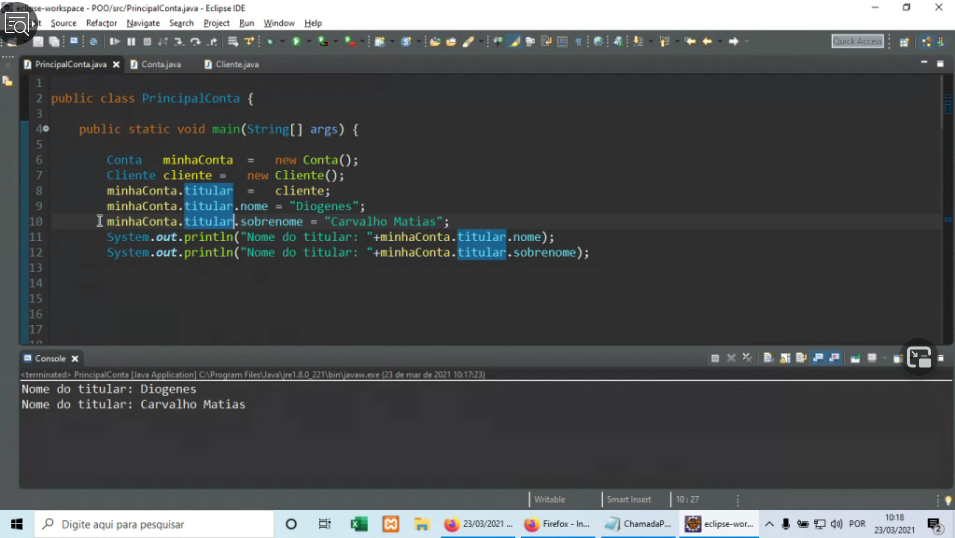 eclipse-workspace - POO/src/PrincipalConta.java - Eclipse IDE
Source Refactor Navigate Search Project Run Window Help
Quick Access
PrincipalConta.java Conta.java Cliente.java
1
2 public class PrincipalConta {
3
4 public static void main(String[] args) {
5
6 Conta minhaConta = new Conta();
7 Cliente cliente = new Cliente();
8 minhaConta.titular = cliente;
9 minhaConta.titular.nome = "Diogenes";
10 minhaConta.titular.sobrenome = "Carvalho Matias";
11 System.out.println("Nome do titular: "+minhaConta.titular.nome);
12 System.out.println("Nome do titular: "+minhaConta.titular.sobrenome);
13
14
15
16
17
Console
<terminated> PrincipalConta [Java Application] C:\Program Files\Java\jre1.8.0_221\bin\javaw.exe (23 de mar de 2021 10:17:23)
Nome do titular: Diogenes
Nome do titular: Carvalho Matias
Writable Smart Insert 10 : 27
Digite aqui para pesquisar 23/03/2021 ... Firefox - In... ChamadaP... eclipse-wor... POR 10:18
23/03/2021 2